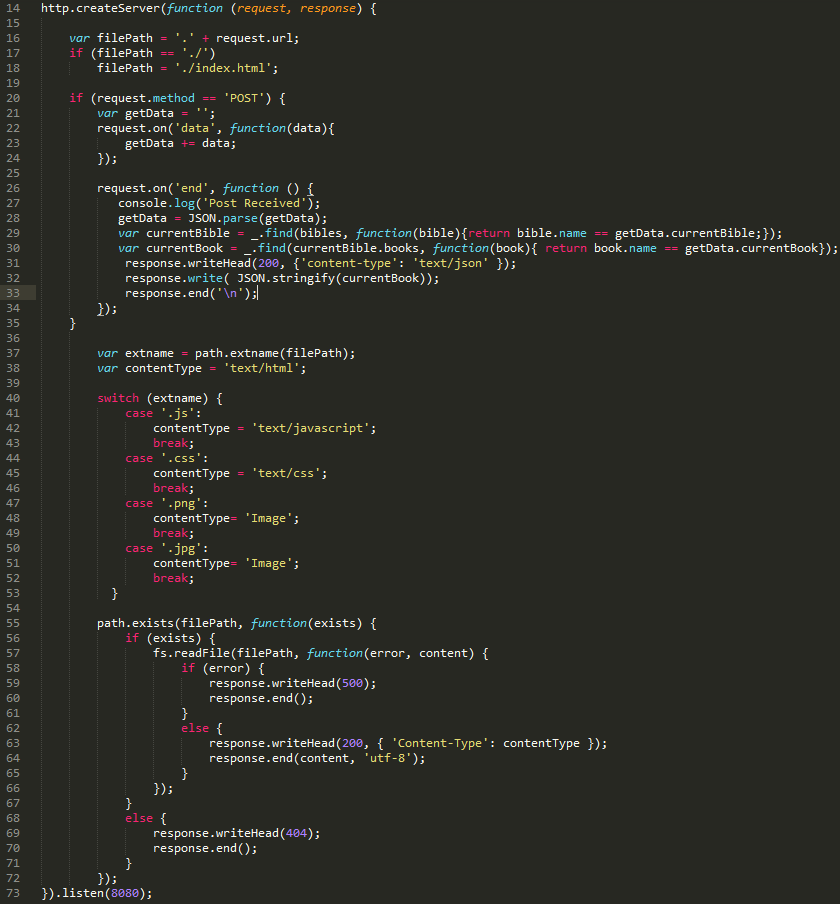 14 http.createServer(function (request, response) {
15
16     var filePath = '.' + request.url;
17     if (filePath == './')
18         filePath = './index.html';
19
20     if (request.method == 'POST') {
21         var getData = '';
22         request.on('data', function(data){
23             getData += data;
24         });
25
26         request.on('end', function () {
27            console.log('Post Received');
28            getData = JSON.parse(getData);
29            var currentBible = _.find(bibles, function(bible){return bible.name == getData.currentBible;});
30            var currentBook = _.find(currentBible.books, function(book){ return book.name == getData.currentBook});
31             response.writeHead(200, {'content-type': 'text/json' });
32             response.write( JSON.stringify(currentBook));
33             response.end('\n');
34         });
35     }
36
37         var extname = path.extname(filePath);
38         var contentType = 'text/html';
39
40         switch (extname) {
41             case '.js':
42                 contentType = 'text/javascript';
43                 break;
44             case '.css':
45                 contentType = 'text/css';
46                 break;
47             case '.png':
48                 contentType= 'Image';
49                 break;
50             case '.jpg':
51                 contentType= 'Image';
52                 break;
53           }
54
55         path.exists(filePath, function(exists) {
56             if (exists) {
57                 fs.readFile(filePath, function(error, content) {
58                     if (error) {
59                         response.writeHead(500);
60                         response.end();
61                     }
62                     else {
63                         response.writeHead(200, { 'Content-Type': contentType });
64                         response.end(content, 'utf-8');
65                     }
66                 });
67             }
68             else {
69                 response.writeHead(404);
70                 response.end();
71             }
72         });
73 }).listen(8080);